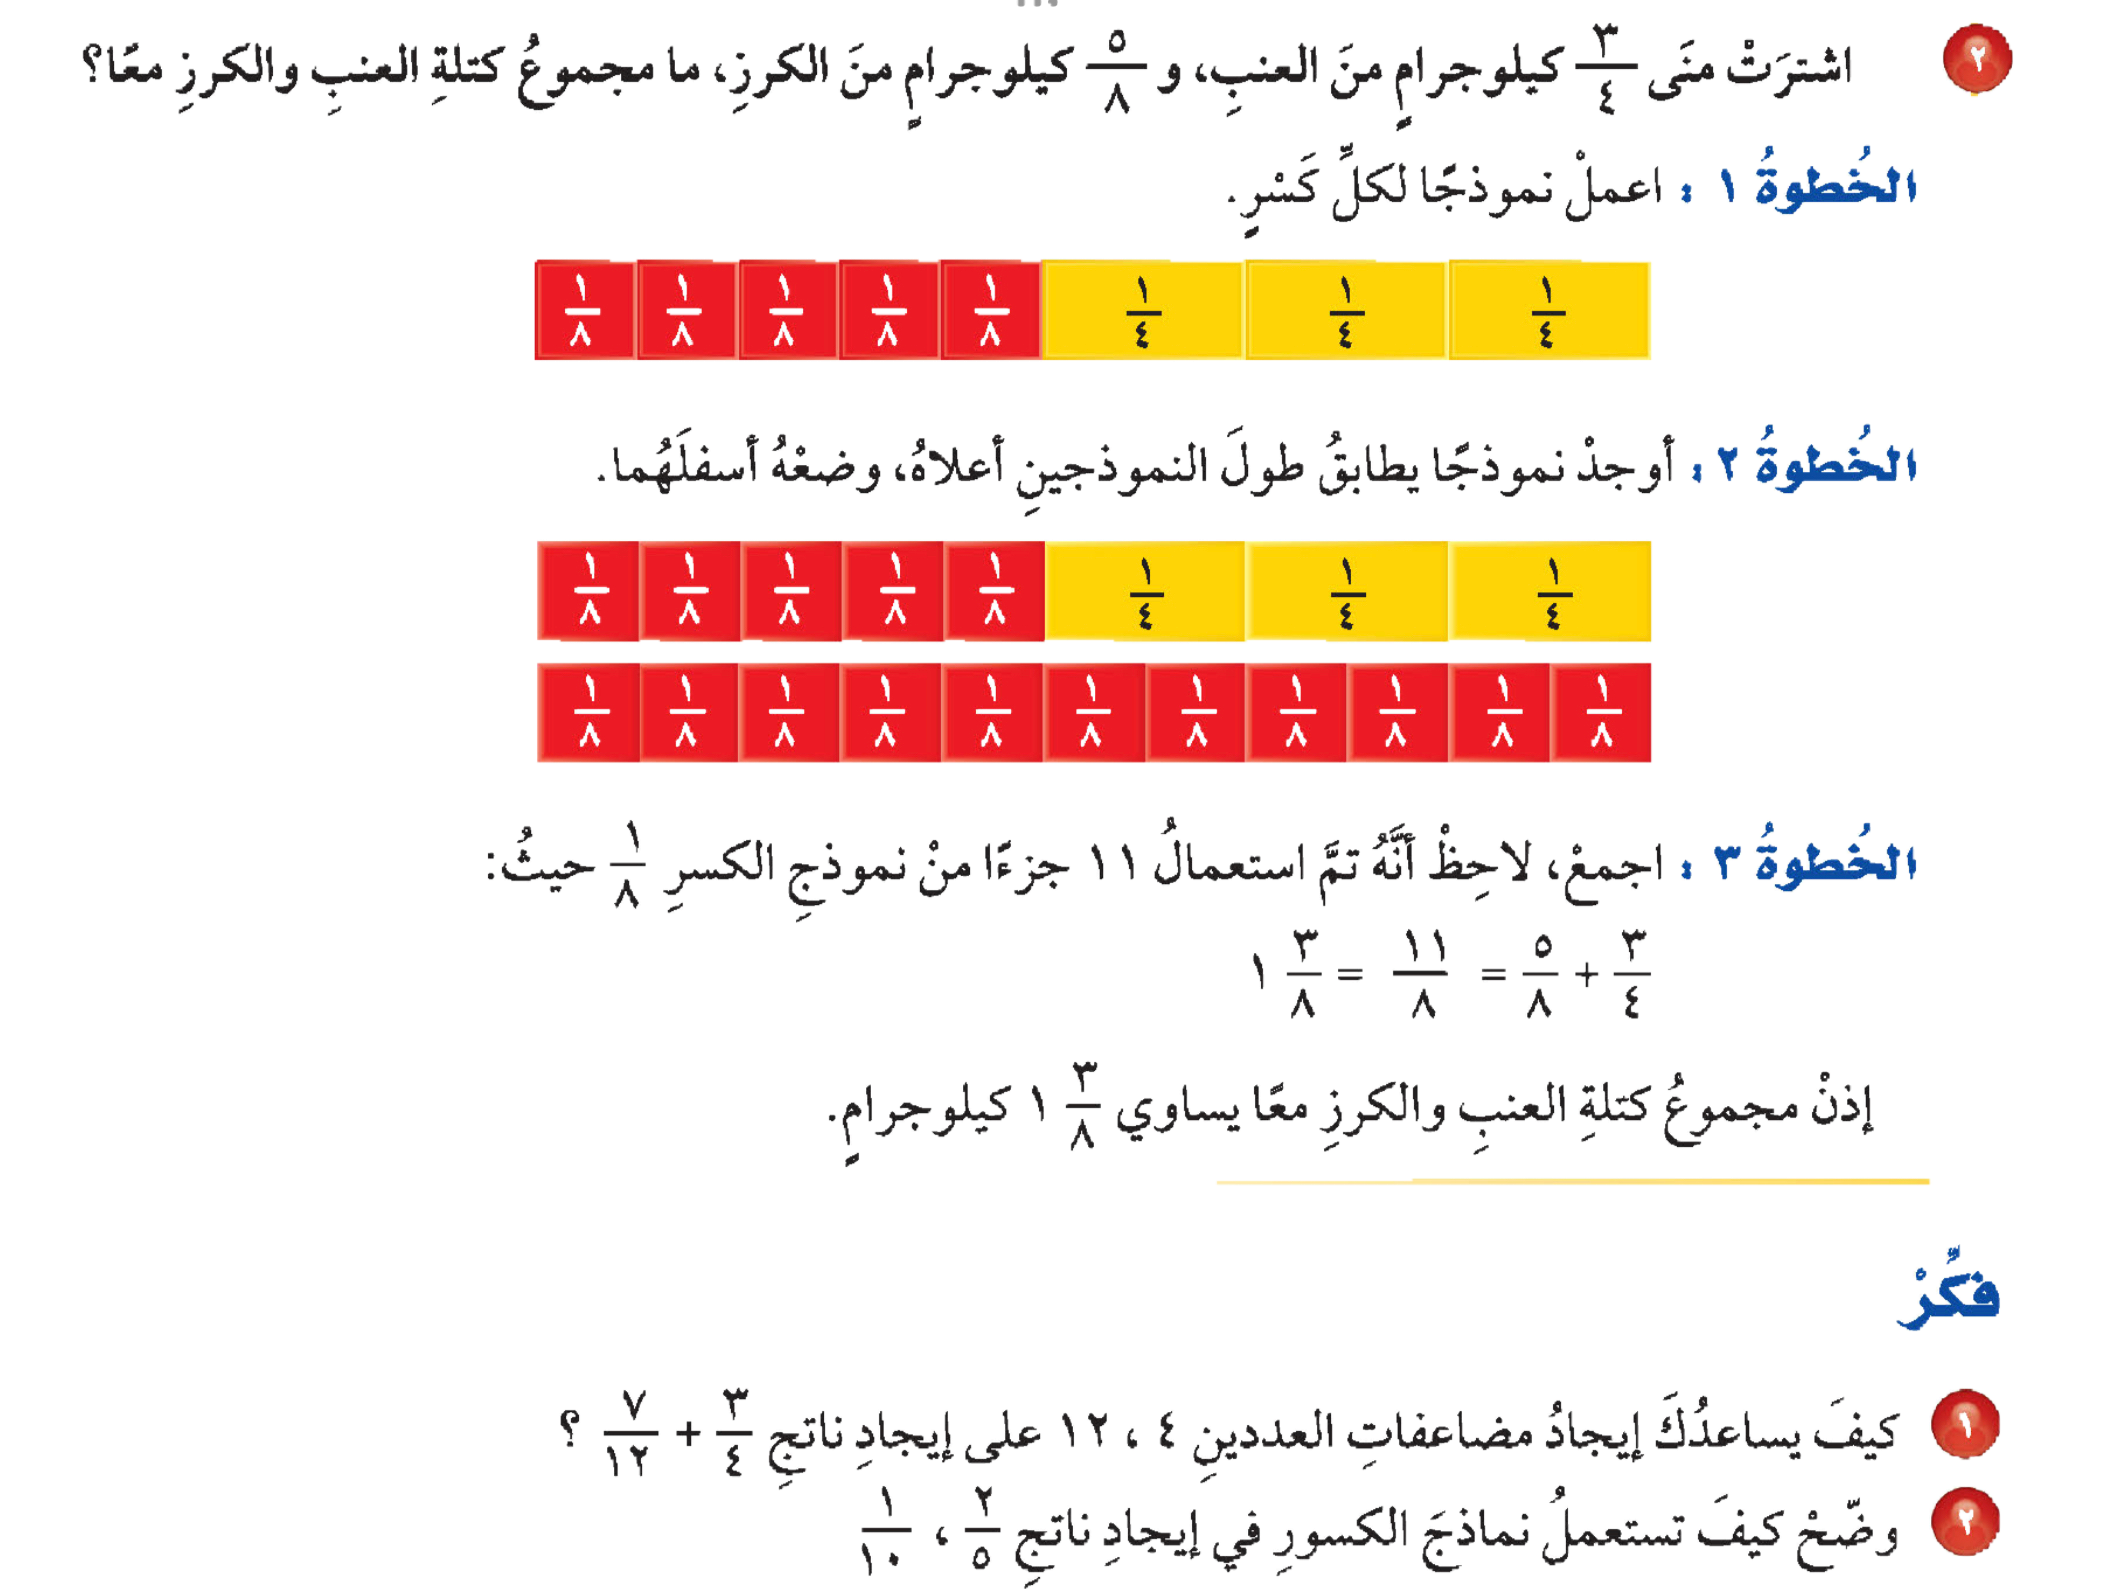 ٢ اشترَتْ منَى ٣/٤ كيلوجرامٍ منَ العنبِ، و ٥/٨ كيلوجرامٍ منَ الكرزِ، ما مجموعُ كتلةِ العنبِ والكرزِ معًا؟
الخُطوةُ ١ : اعملْ نموذجًا لكلِّ كَسْرٍ.
١/٤ ١/٤ ١/٤ ١/٨ ١/٨ ١/٨ ١/٨ ١/٨
الخُطوةُ ٢ : أوجدْ نموذجًا يطابقُ طولَ النموذجينِ أعلاهُ، وضعْهُ أسفلَهُما.
١/٤ ١/٤ ١/٤ ١/٨ ١/٨ ١/٨ ١/٨ ١/٨
١/٨ ١/٨ ١/٨ ١/٨ ١/٨ ١/٨ ١/٨ ١/٨ ١/٨ ١/٨ ١/٨
الخُطوةُ ٣ : اجمعْ، لاحِظْ أنَّهُ تمَّ استعمالُ ١١ جزءًا منْ نموذجِ الكسرِ ١/٨ حيثُ:
٣/٤ + ٥/٨ = ١١/٨ = ٣/٨ ١
إذنْ مجموعُ كتلةِ العنبِ والكرزِ معًا يساوي ٣/٨ ١ كيلوجرامٍ.
فكِّرْ
١ كيفَ يساعدُكَ إيجادُ مضاعفاتِ العددينِ ٤ ، ١٢ على إيجادِ ناتجِ ٣/٤ + ٧/١٢ ؟
٢ وضّحْ كيفَ تستعملُ نماذجَ الكسورِ في إيجادِ ناتجِ ٢/٥ ، ١/١٠